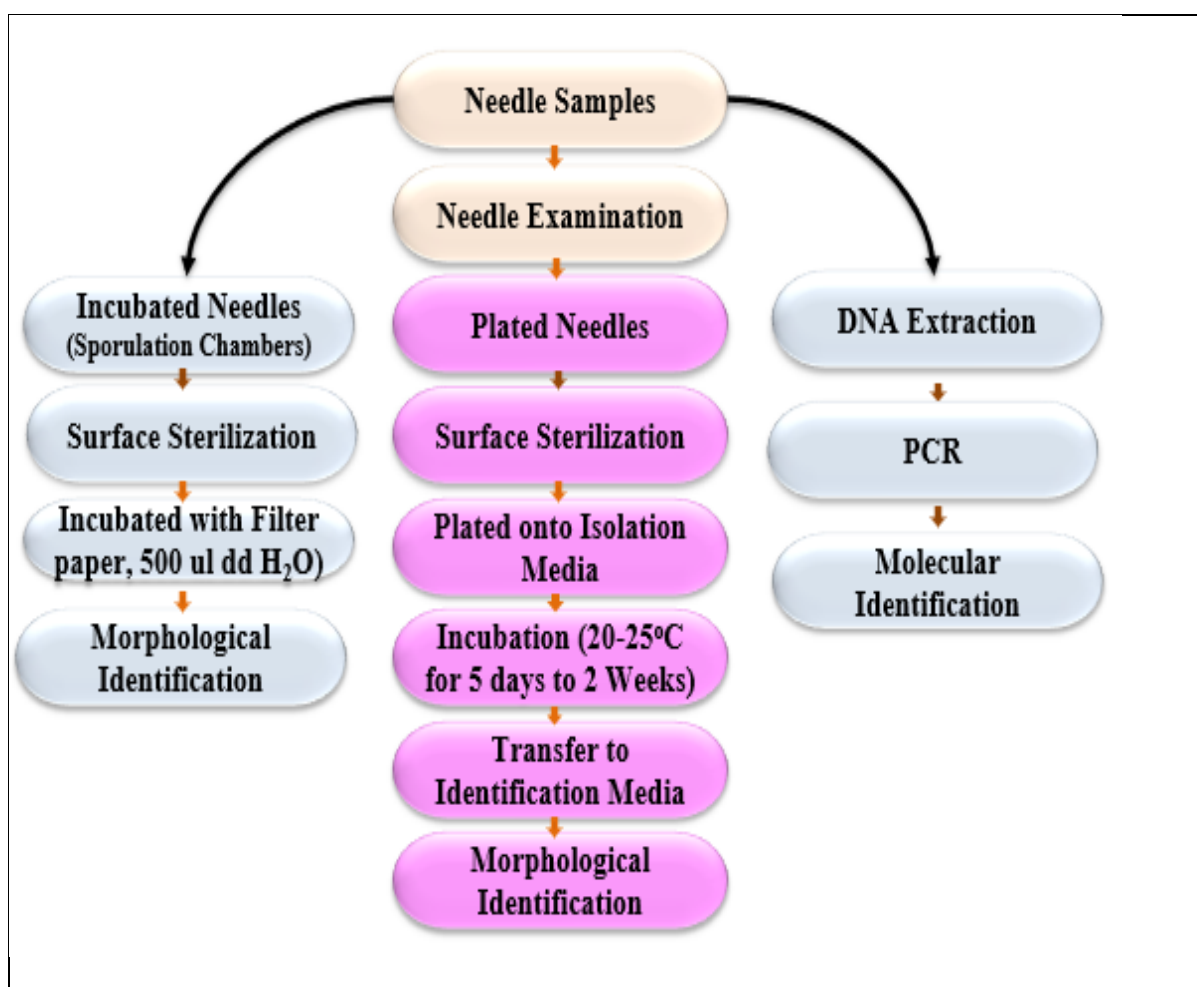 Needle Samples
Needle Examination
Incubated Needles
(Sporulation Chambers)
Surface Sterilization
Incubated with Filter
paper, 500 ul dd H₂O)
Morphological
Identification
Plated Needles
Surface Sterilization
Plated onto Isolation
Media
Incubation (20-25ºC
for 5 days to 2 Weeks)
Transfer to
Identification Media
Morphological
Identification
DNA Extraction
PCR
Molecular
Identification